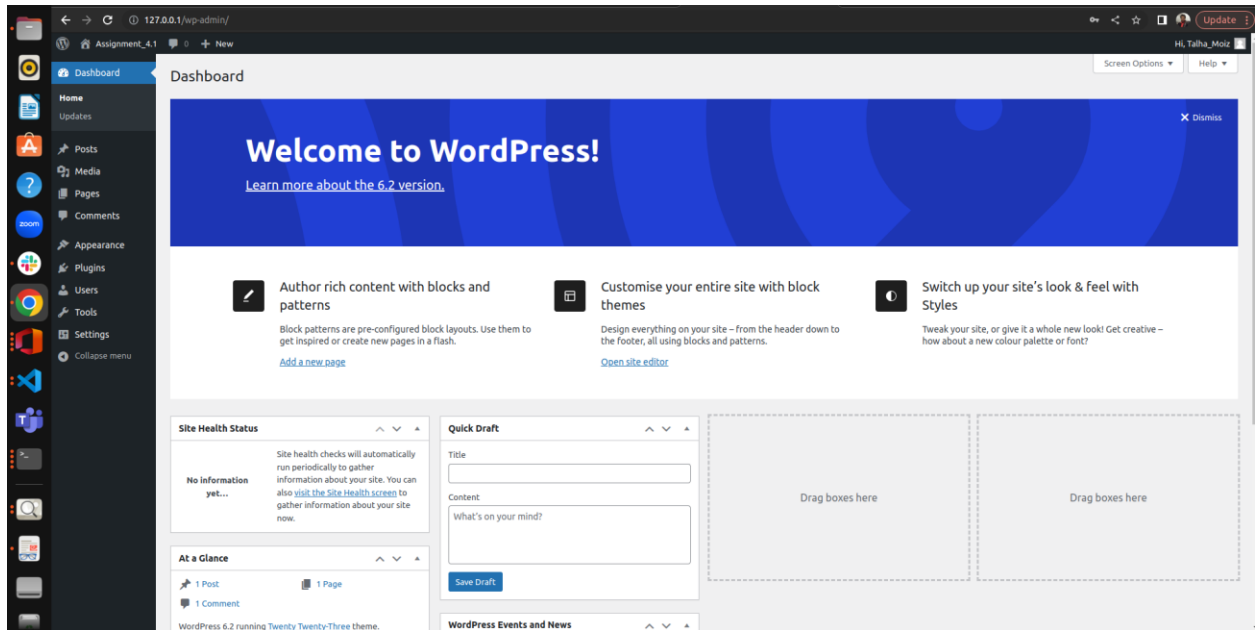 127.0.0.1/wp-admin/
Update
Assignment_4.1
0
New
Hi, Talha_Moiz
Dashboard
Home
Updates
Posts
Media
Pages
Comments
Appearance
Plugins
Users
Tools
Settings
Collapse menu
zoom
Dashboard
Screen Options
Help
Dismiss
Welcome to WordPress!
Learn more about the 6.2 version.
Author rich content with blocks and
patterns
Block patterns are pre-configured block layouts. Use them to
get inspired or create new pages in a flash.
Add a new page
Customise your entire site with block
themes
Design everything on your site – from the header down to
the footer, all using blocks and patterns.
Open site editor
Switch up your site's look & feel with
Styles
Tweak your site, or give it a whole new look! Get creative –
how about a new colour palette or font?
Site Health Status
No information
yet...
Site health checks will automatically
run periodically to gather
information about your site. You can
also visit the Site Health screen to
gather information about your site
now.
At a Glance
1 Post
1 Page
1 Comment
WordPress 6.2 running Twenty Twenty-Three theme.
Quick Draft
Title
Content
What's on your mind?
Save Draft
WordPress Events and News
Drag boxes here
Drag boxes here